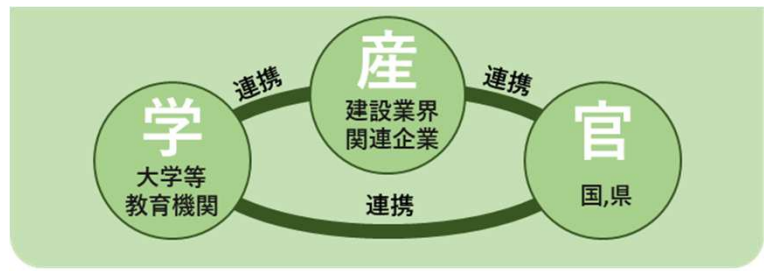 産
建設業界
関連企業
連携
連携
学
大学等
教育機関
官
国,県
連携